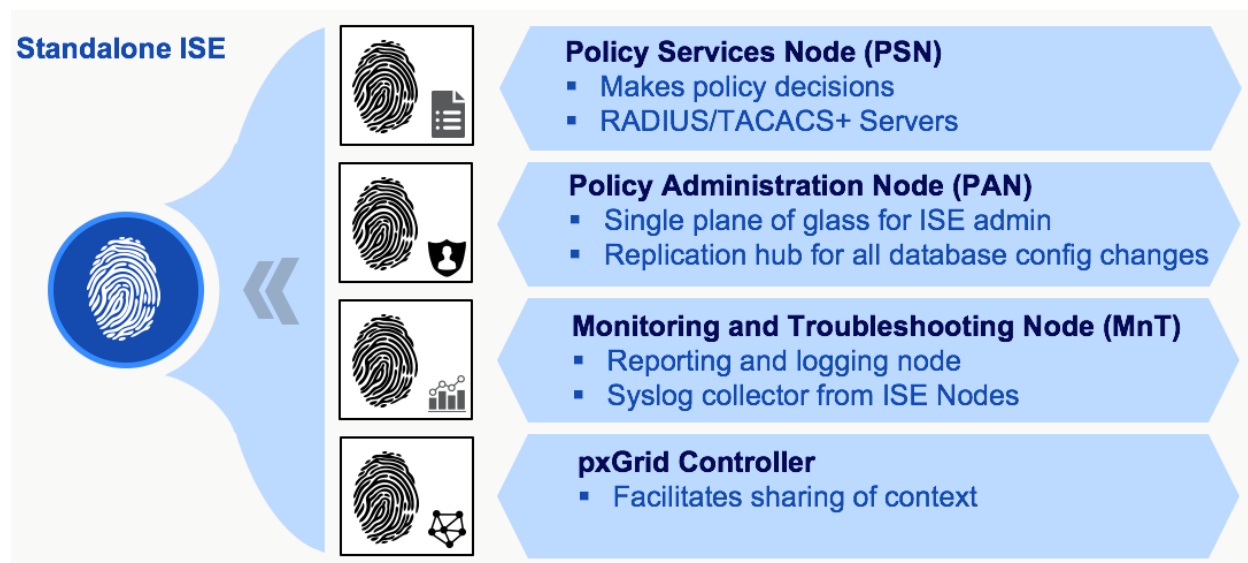 Standalone ISE
Policy Services Node (PSN)
▪ Makes policy decisions
▪ RADIUS/TACACS+ Servers
Policy Administration Node (PAN)
▪ Single plane of glass for ISE admin
▪ Replication hub for all database config changes
Monitoring and Troubleshooting Node (MnT)
▪ Reporting and logging node
▪ Syslog collector from ISE Nodes
pxGrid Controller
▪ Facilitates sharing of context